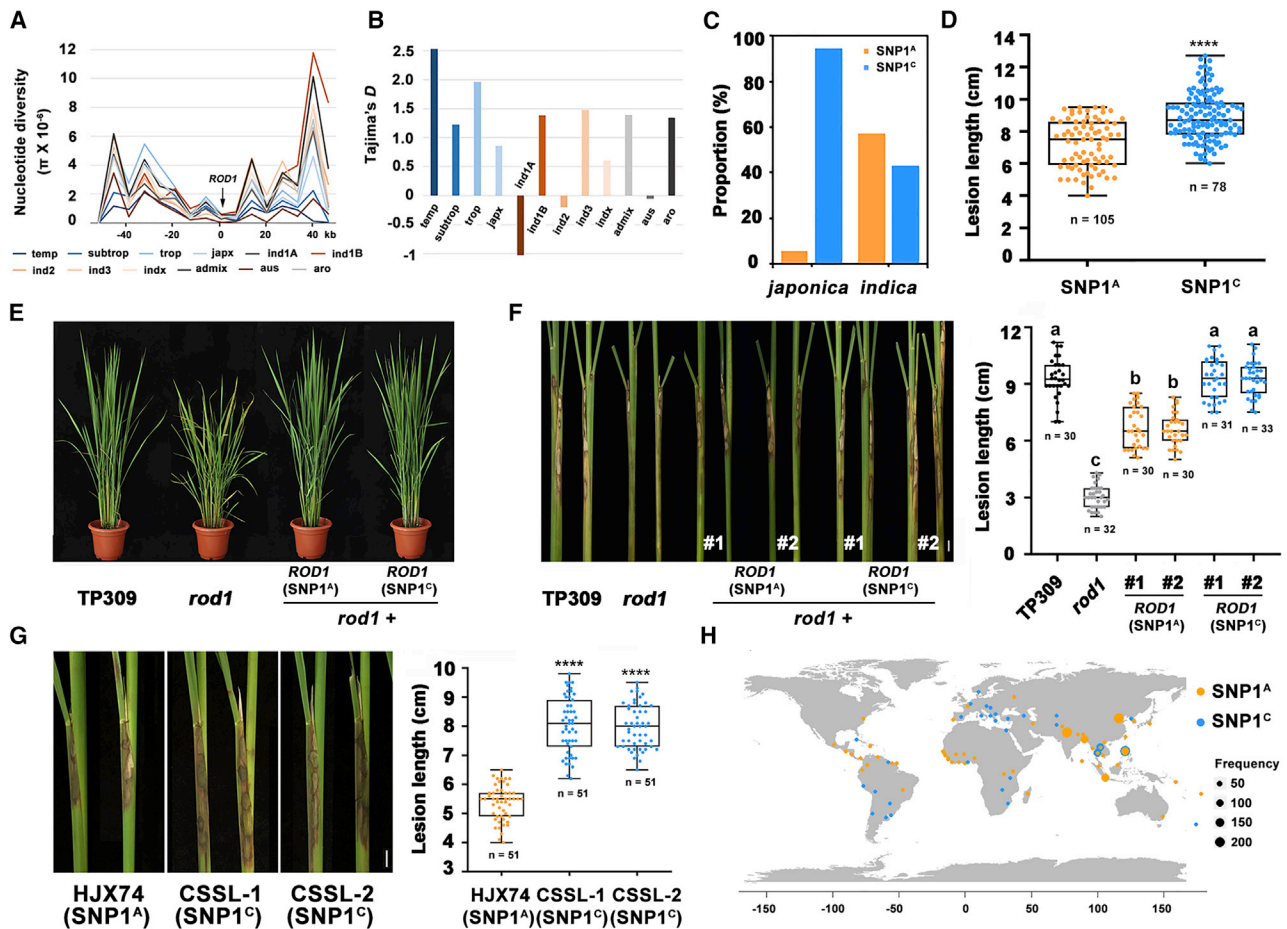 A
Nucleotide diversity
(π X 10⁻⁶)
12
10
8
6
4
2
0
ROD1
-40
-20
0
20
40
kb
temp
subtrop
trop
japx
ind1A
ind1B
ind2
ind3
indx
admix
aus
aro
B
Tajima's D
2.5
2.0
1.5
1.0
0.5
0
-0.5
-1
temp
subtrop
trop
japx
ind1A
ind1B
ind2
ind3
indx
admix
aus
aro
C
Proportion (%)
100
80
60
40
20
0
SNP1ᴬ
SNP1ᶜ
japonica
indica
D
Lesion length (cm)
14
12
10
8
6
4
2
0
****
n = 105
n = 78
SNP1ᴬ
SNP1ᶜ
E
TP309
rod1
ROD1
(SNP1ᴬ)
ROD1
(SNP1ᶜ)
rod1 +
F
#1
#2
#1
#2
TP309
rod1
ROD1
(SNP1ᴬ)
ROD1
(SNP1ᶜ)
rod1 +
Lesion length (cm)
12
9
6
3
0
a
c
b
b
a
a
n = 30
n = 32
n = 30
n = 30
n = 31
n = 33
TP309
rod1
#1
#2
#1
#2
ROD1
(SNP1ᴬ)
ROD1
(SNP1ᶜ)
G
HJX74
(SNP1ᴬ)
CSSL-1
(SNP1ᶜ)
CSSL-2
(SNP1ᶜ)
Lesion length (cm)
10
9
8
7
6
5
4
3
****
****
n = 51
n = 51
n = 51
HJX74
(SNP1ᴬ)
CSSL-1
(SNP1ᶜ)
CSSL-2
(SNP1ᶜ)
H
SNP1ᴬ
SNP1ᶜ
Frequency
50
100
150
200
-150
-100
-50
0
50
100
150